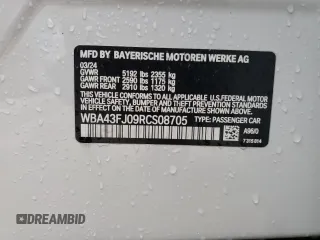 MFD BY BAYERISCHE MOTOREN WERKE AG
03/24
GVWR 5192 lbs 2355 kg
GAWR FRONT 2590 lbs 1175 kg
GAWR REAR 2910 lbs 1320 kg
THIS VEHICLE CONFORMS TO ALL APPLICABLE U.S. FEDERAL MOTOR
VEHICLE SAFETY, BUMPER AND THEFT PREVENTION STANDARDS IN
EFFECT ON THE DATE OF MANUFACTURE SHOWN ABOVE.
WBA43FJ09RCS08705 TYPE: PASSENGER CAR
A96/0
DREAMBID